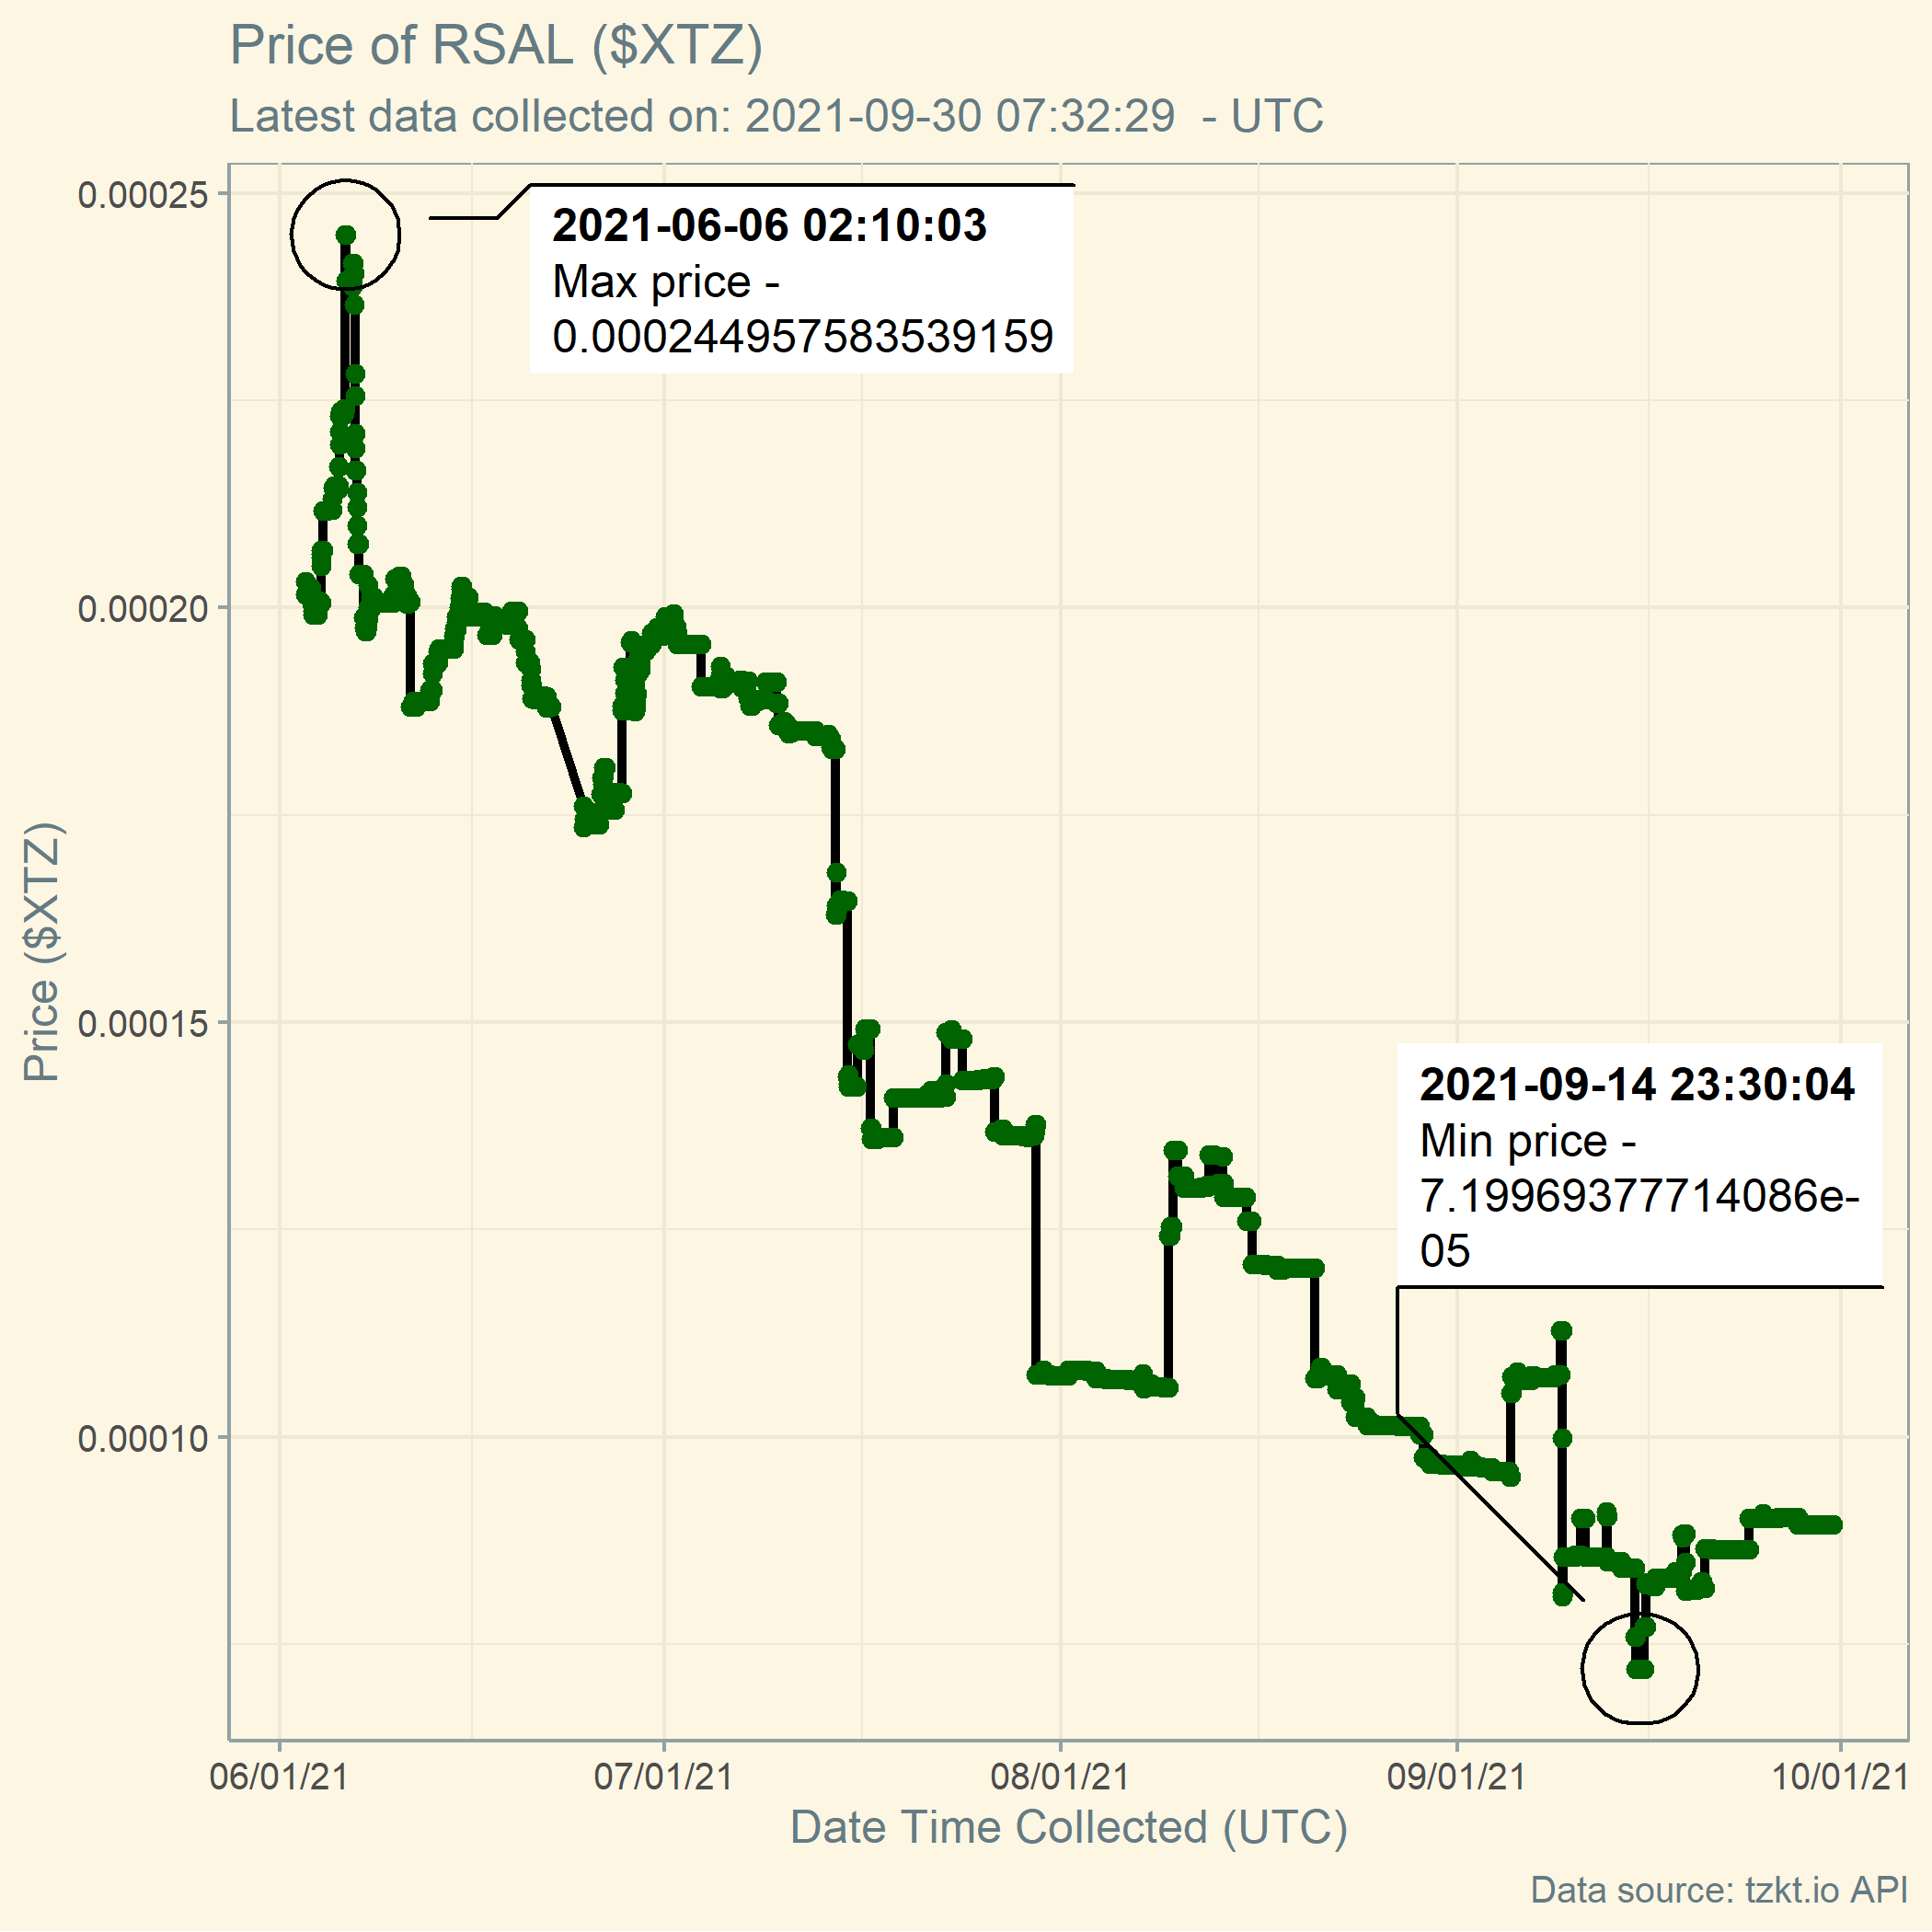 Price of RSAL ($XTZ)
Latest data collected on: 2021-09-30 07:32:29  - UTC
0.00025
0.00020
0.00015
0.00010
Price ($XTZ)
2021-06-06 02:10:03
Max price -
0.000244957583539159
2021-09-14 23:30:04
Min price -
7.19969377714086e-
05
06/01/21
07/01/21
08/01/21
09/01/21
10/01/21
Date Time Collected (UTC)
Data source: tzkt.io API